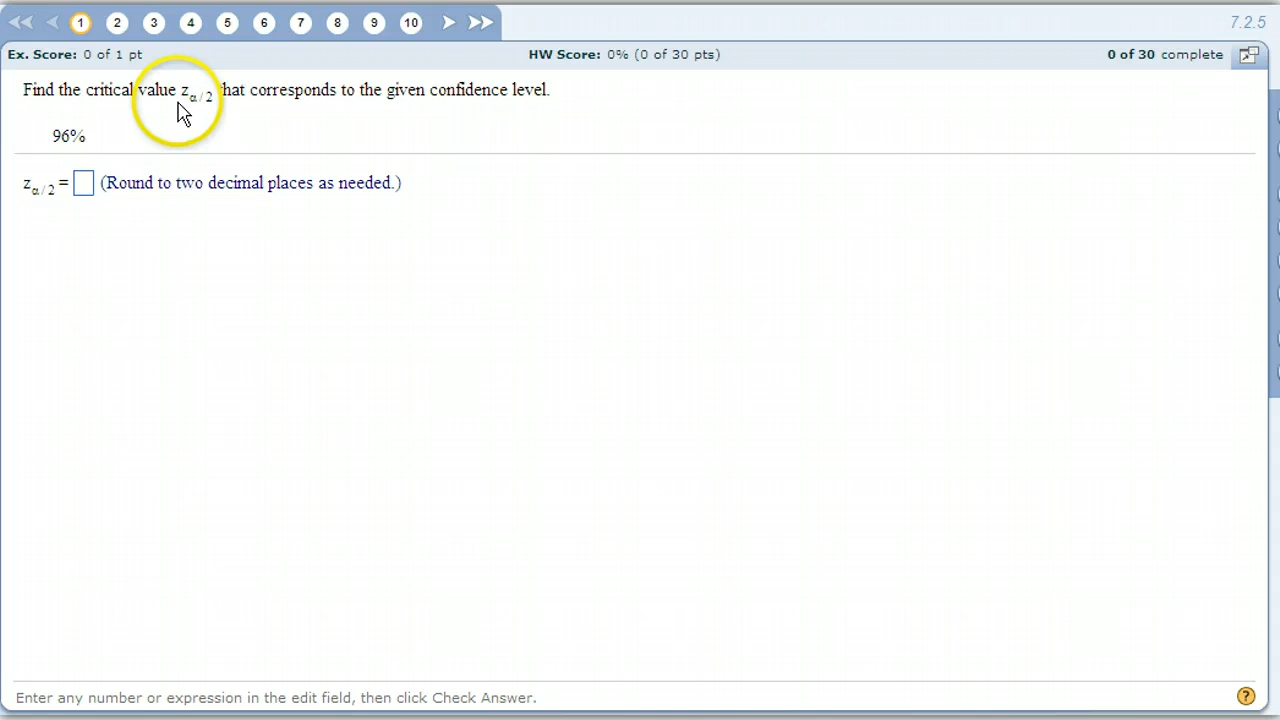 1 2 3 4 5 6 7 8 9 10 7.2.5
Ex. Score: 0 of 1 pt HW Score: 0% (0 of 30 pts) 0 of 30 complete
Find the critical value zα/2 that corresponds to the given confidence level.
96%
zα/2 = (Round to two decimal places as needed.)
Enter any number or expression in the edit field, then click Check Answer. ?